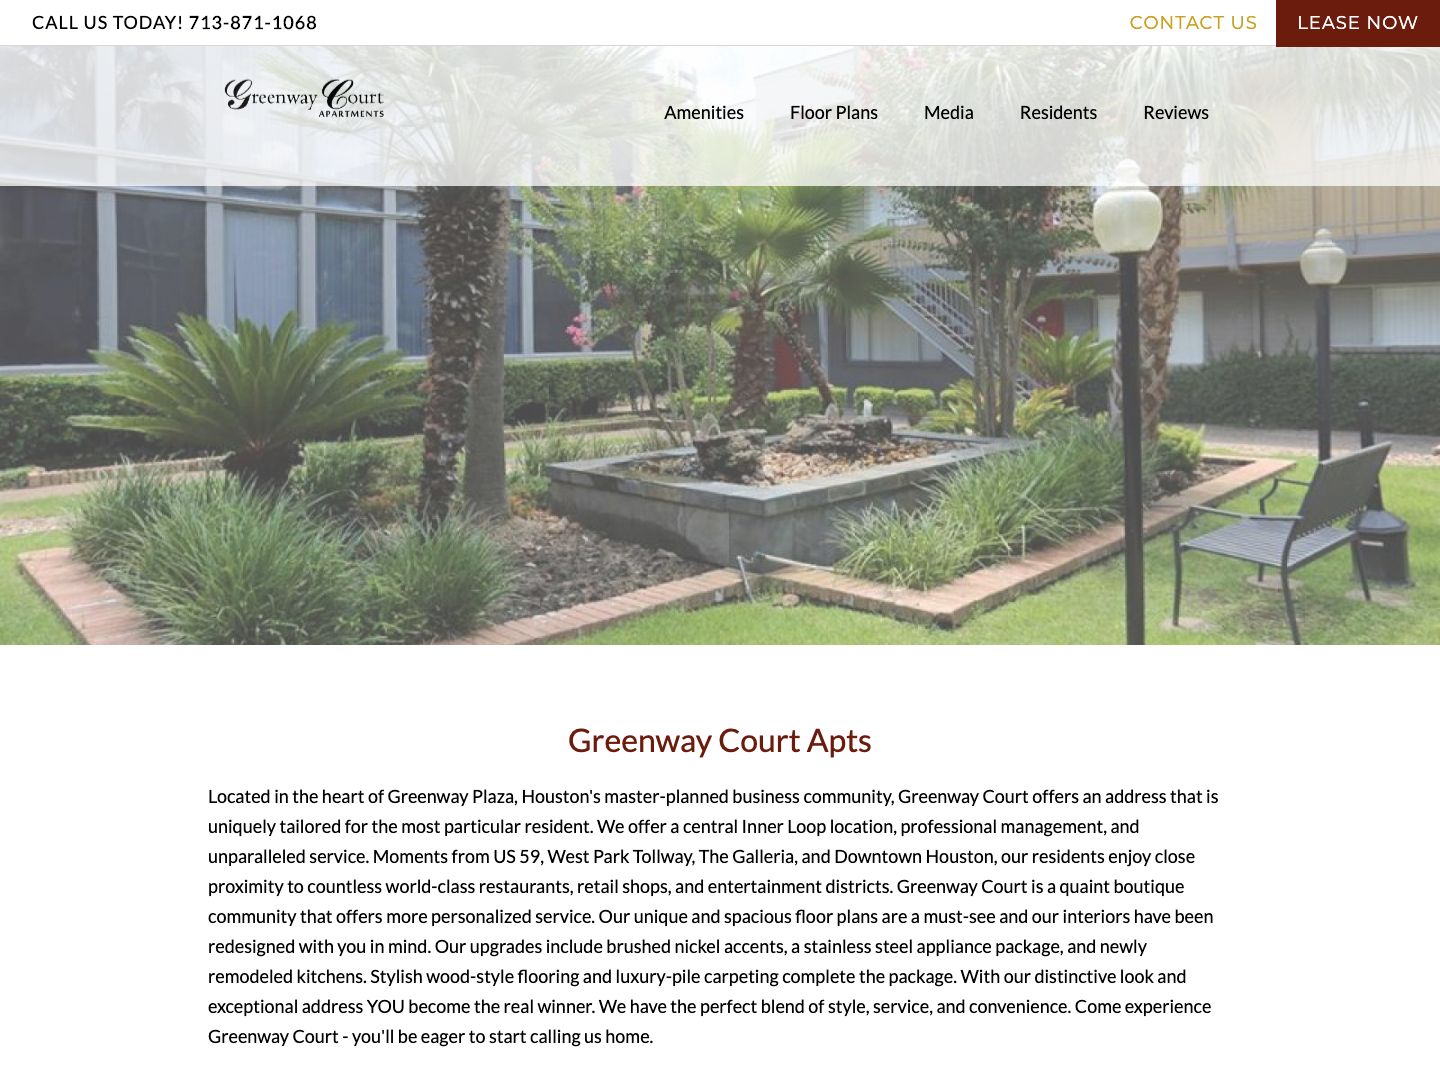 CALL US TODAY! 713-871-1068
CONTACT US
LEASE NOW
Greenway Court
APARTMENTS
Amenities
Floor Plans
Media
Residents
Reviews
Greenway Court Apts
Located in the heart of Greenway Plaza, Houston's master-planned business community, Greenway Court offers an address that is
uniquely tailored for the most particular resident. We offer a central Inner Loop location, professional management, and
unparalleled service. Moments from US 59, West Park Tollway, The Galleria, and Downtown Houston, our residents enjoy close
proximity to countless world-class restaurants, retail shops, and entertainment districts. Greenway Court is a quaint boutique
community that offers more personalized service. Our unique and spacious floor plans are a must-see and our interiors have been
redesigned with you in mind. Our upgrades include brushed nickel accents, a stainless steel appliance package, and newly
remodeled kitchens. Stylish wood-style flooring and luxury-pile carpeting complete the package. With our distinctive look and
exceptional address YOU become the real winner. We have the perfect blend of style, service, and convenience. Come experience
Greenway Court - you'll be eager to start calling us home.